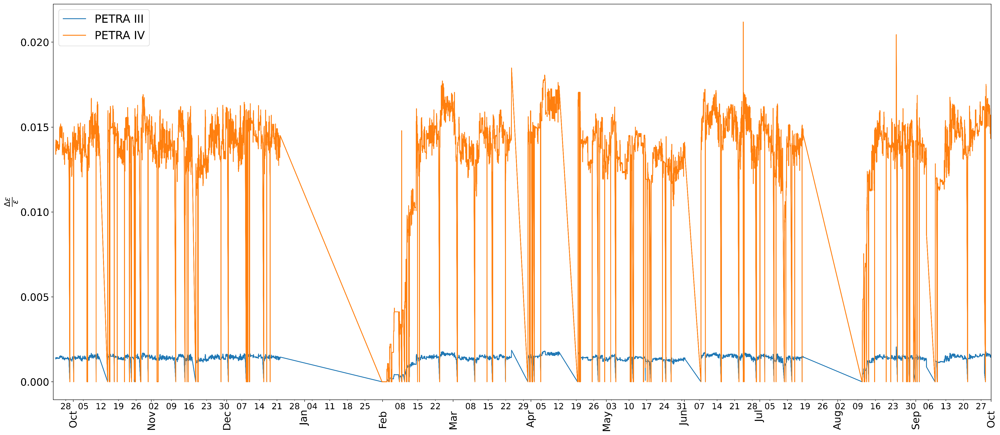 PETRA III
PETRA IV
0.020
0.015
0.010
0.005
0.000
Δε
ε
28 05 12 19 26 02 09 16 23 30 07 14 21 28 04 11 18 25 08 15 22 08 15 22 29 05 12 19 26 03 10 17 24 31 07 14 21 28 05 12 19 26 02 09 16 23 30 06 13 20 27
Oct Nov Dec Jan Feb Mar Apr May Jun Jul Aug Sep Oct